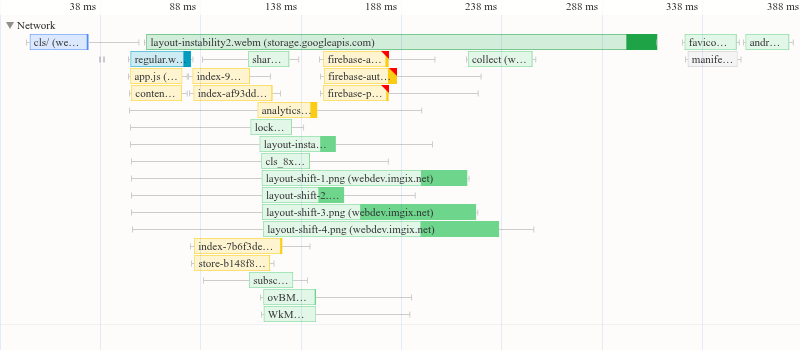 38 ms 88 ms 138 ms 188 ms 238 ms 288 ms 338 ms 388 ms
Network
cls/ (we… layout-instability2.webm (storage.googleapis.com) favico… andr…
regular.w… shar… firebase-a… collect (w… manife…
app.js (… index-9… firebase-aut…
conten… index-af93dd… firebase-p…
analytics…
lock…
layout-insta…
cls_8x…
layout-shift-1.png (webdev.imgix.net)
layout-shift-2.…
layout-shift-3.png (webdev.imgix.net)
layout-shift-4.png (webdev.imgix.net)
index-7b6f3de…
store-b148f8…
subsc…
ovBM…
WkM…